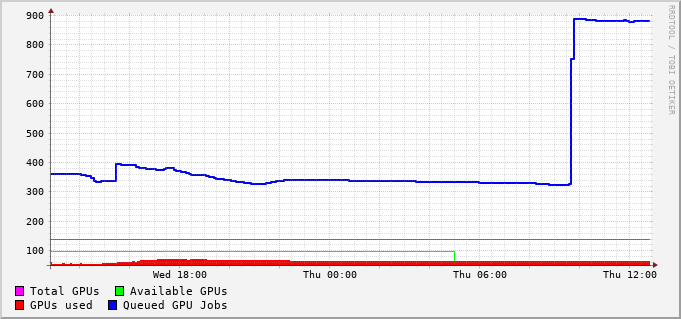 900
800
700
600
500
400
300
200
100
Wed 18:00 Thu 00:00 Thu 06:00 Thu 12:00
Total GPUs Available GPUs
GPUs used Queued GPU Jobs
RRDTOOL / TOBI OETIKER